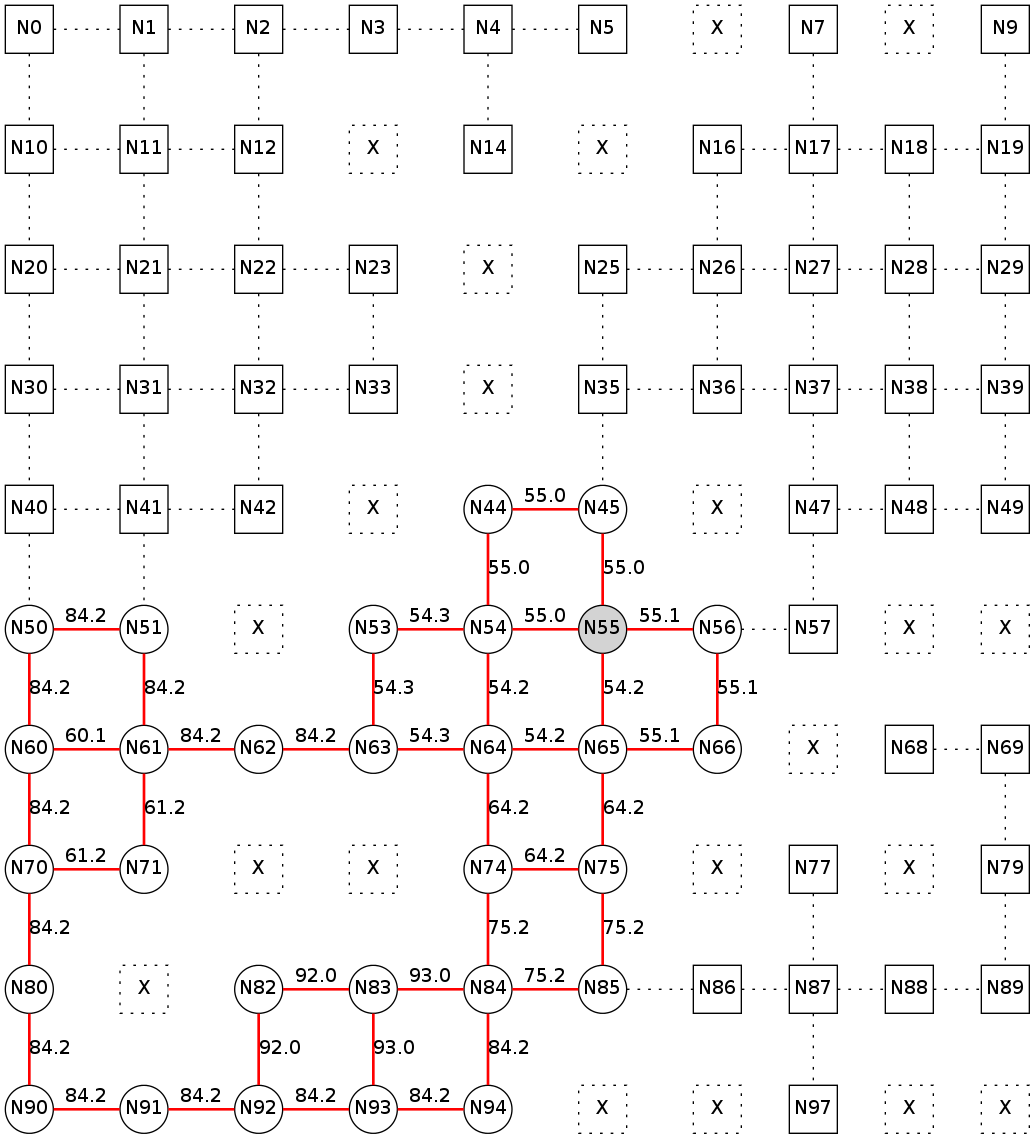 N0 N1 N2 N3 N4 N5 X N7 X N9
N10 N11 N12 X N14 X N16 N17 N18 N19
N20 N21 N22 N23 X N25 N26 N27 N28 N29
N30 N31 N32 N33 X N35 N36 N37 N38 N39
55.0
N40 N41 N42 X N44 N45 X N47 N48 N49
55.0 55.0
84.2 54.3 55.0 55.1
N50 N51 X N53 N54 N55 N56 N57 X X
84.2 84.2 54.3 54.2 54.2 55.1
60.1 84.2 84.2 54.3 54.2 55.1
N60 N61 N62 N63 N64 N65 N66 X N68 N69
84.2 61.2 64.2 64.2
61.2 64.2
N70 N71 X X N74 N75 X N77 X N79
84.2 75.2 75.2
92.0 93.0 75.2
N80 X N82 N83 N84 N85 N86 N87 N88 N89
84.2 92.0 93.0 84.2
84.2 84.2 84.2 84.2
N90 N91 N92 N93 N94 X X N97 X X